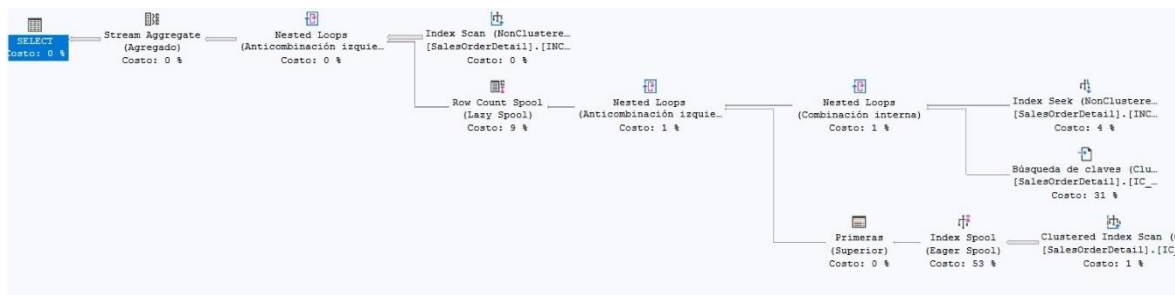 SELECT
Costo: 0 %
Stream Aggregate
(Agregado)
Costo: 0 %
Nested Loops
(Anticombinación izquie...
Costo: 0 %
Index Scan (NonClustere...
[SalesOrderDetail].[INC...
Costo: 0 %
Row Count Spool
(Lazy Spool)
Costo: 9 %
Nested Loops
(Anticombinación izquie...
Costo: 1 %
Nested Loops
(Combinación interna)
Costo: 1 %
Index Seek (NonClustere...
[SalesOrderDetail].[INC...
Costo: 4 %
Búsqueda de claves (Clu...
[SalesOrderDetail].[IC_...
Costo: 31 %
Primeras
(Superior)
Costo: 0 %
Index Spool
(Eager Spool)
Costo: 53 %
Clustered Index Scan (
[SalesOrderDetail].[IC_
Costo: 1 %